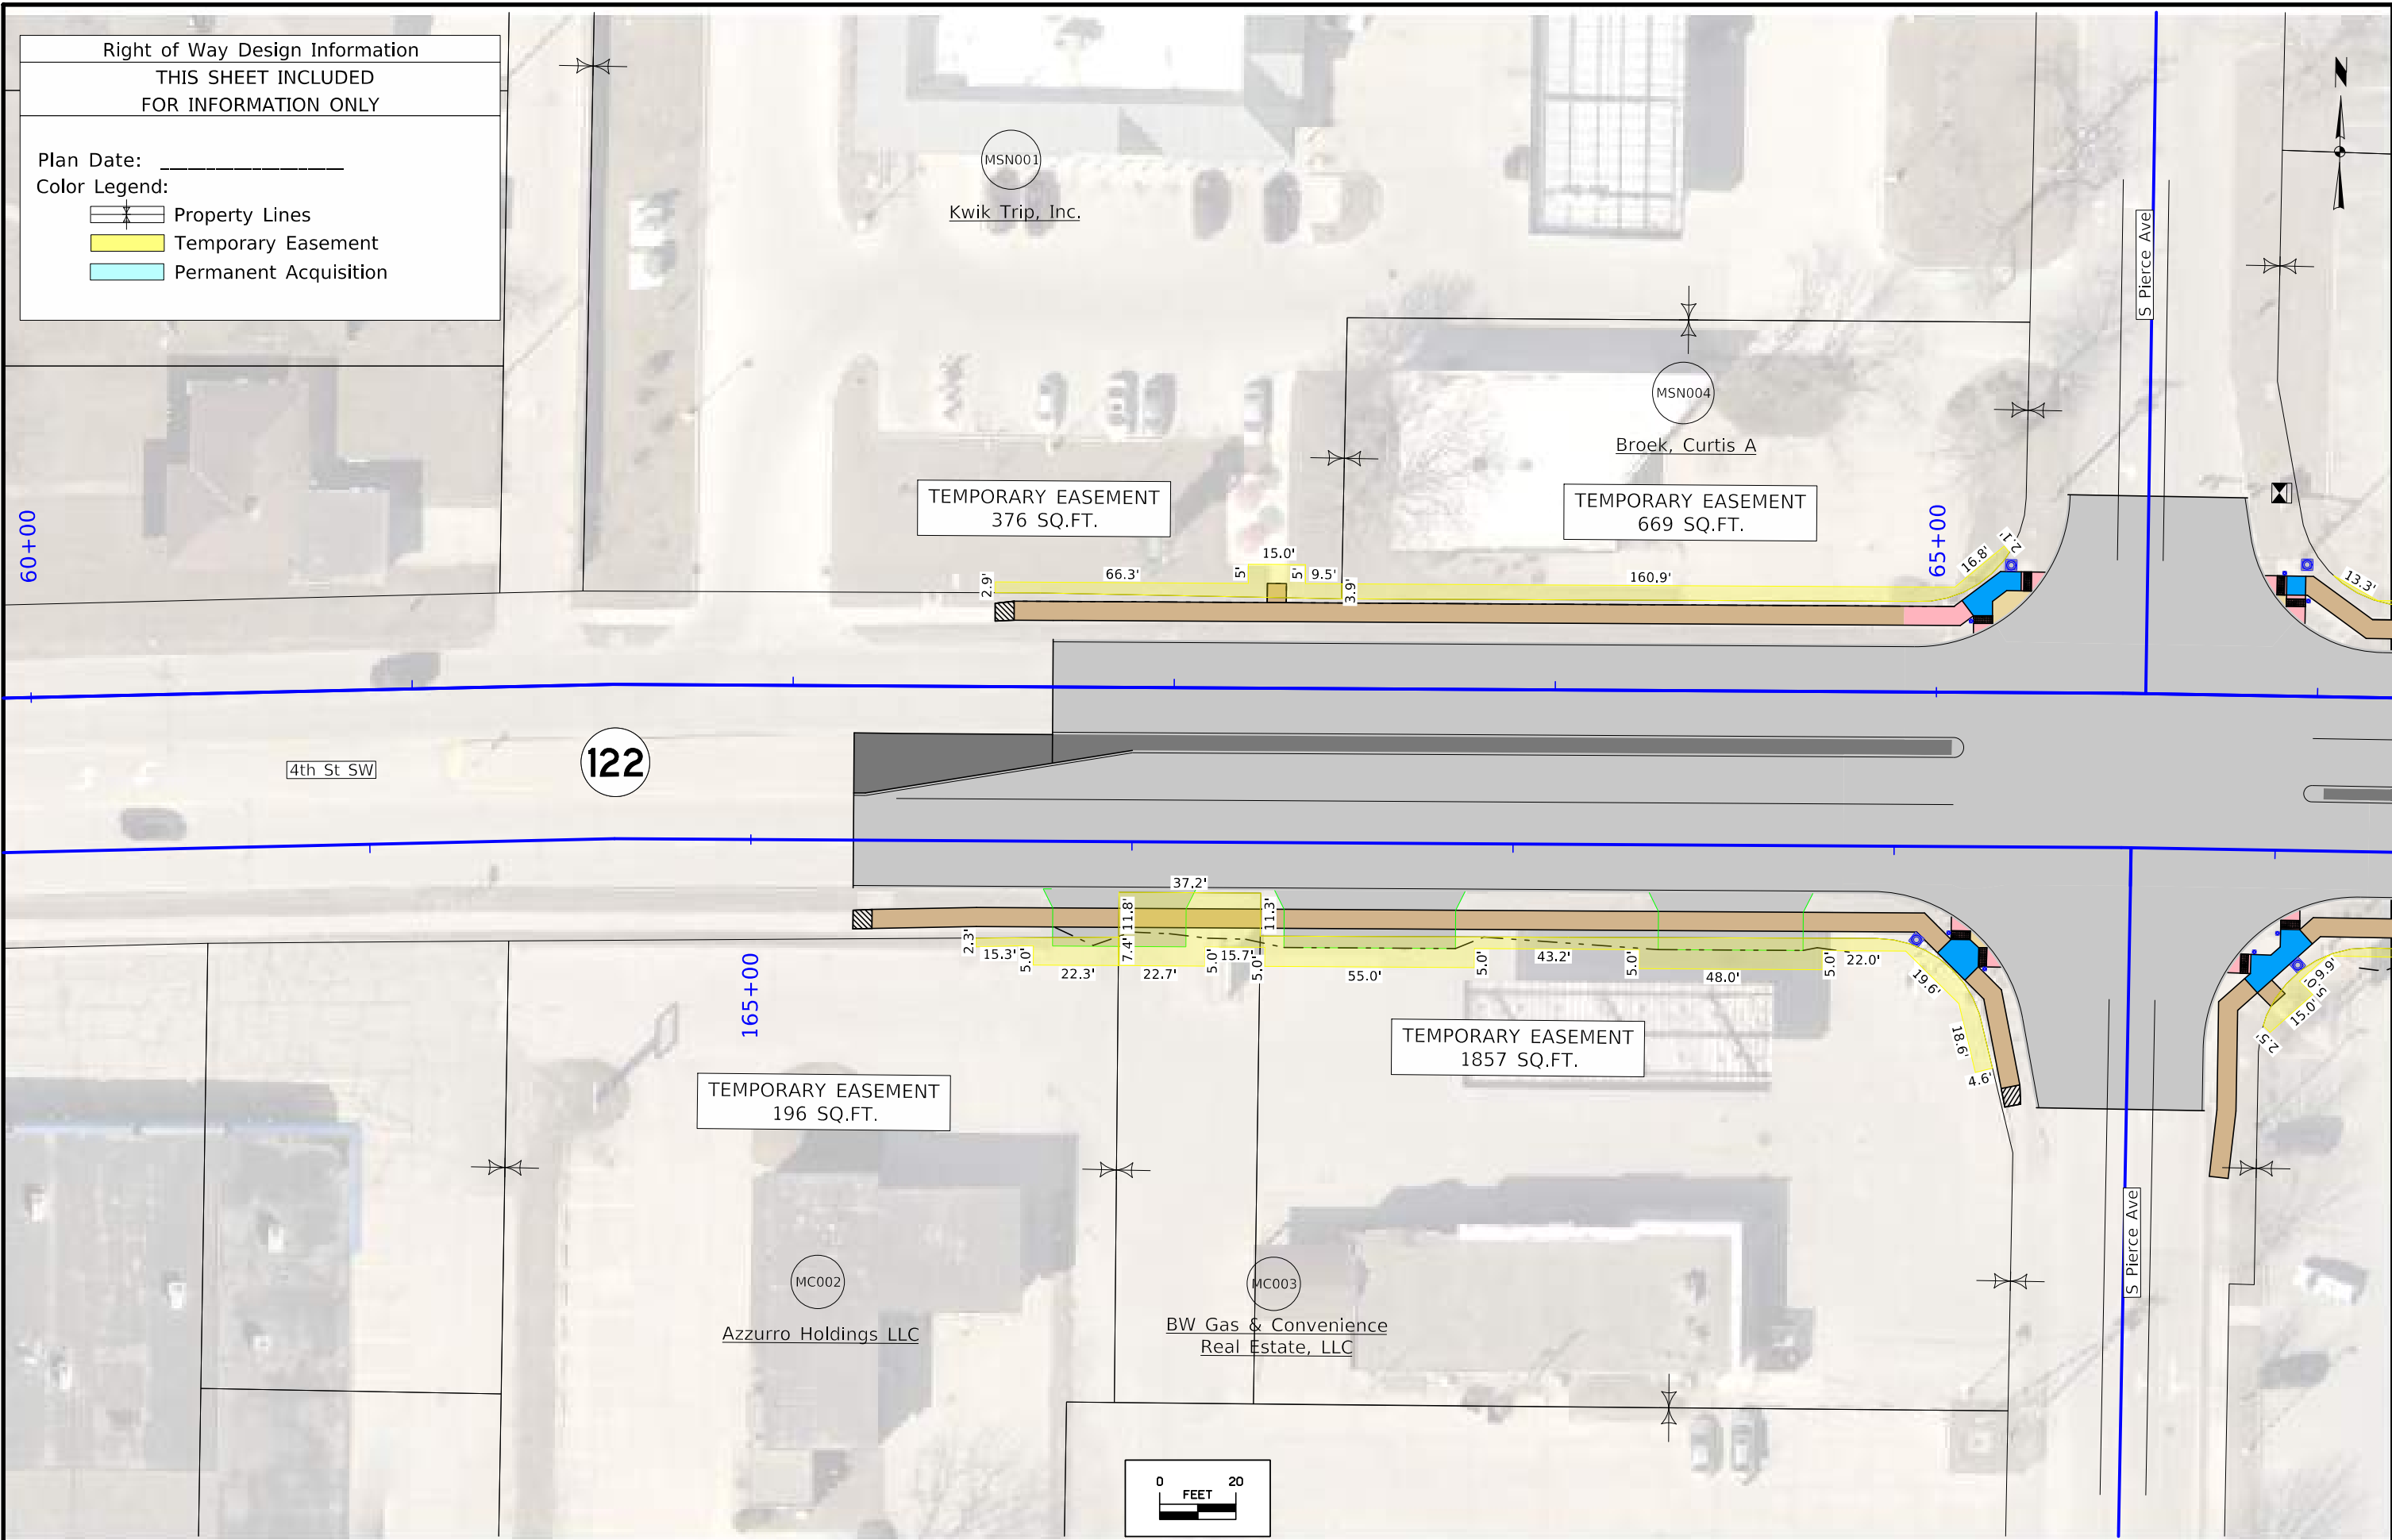 Right of Way Design Information
THIS SHEET INCLUDED
FOR INFORMATION ONLY
Plan Date: ____________________
Color Legend:
Property Lines
Temporary Easement
Permanent Acquisition
N
MSN001
Kwik Trip, Inc.
S Pierce Ave
MSN004
Broek, Curtis A
TEMPORARY EASEMENT
376 SQ.FT.
TEMPORARY EASEMENT
669 SQ.FT.
60+00
65+00
2.9'
66.3'
5'
15.0'
5'
9.5'
3.9'
160.9'
16.8'
2.1'
13.3'
4th St SW
122
37.2'
11.8'
11.3'
2.3'
15.3'
5.0'
22.3'
7.4'
22.7'
5.0'
15.7'
5.0'
55.0'
5.0'
43.2'
5.0'
48.0'
5.0'
22.0'
19.6'
18.6'
4.6'
9.9'
5.0'
15.0'
2.5'
165+00
TEMPORARY EASEMENT
1857 SQ.FT.
TEMPORARY EASEMENT
196 SQ.FT.
MC002
Azzurro Holdings LLC
MC003
BW Gas & Convenience
Real Estate, LLC
S Pierce Ave
0 20
FEET